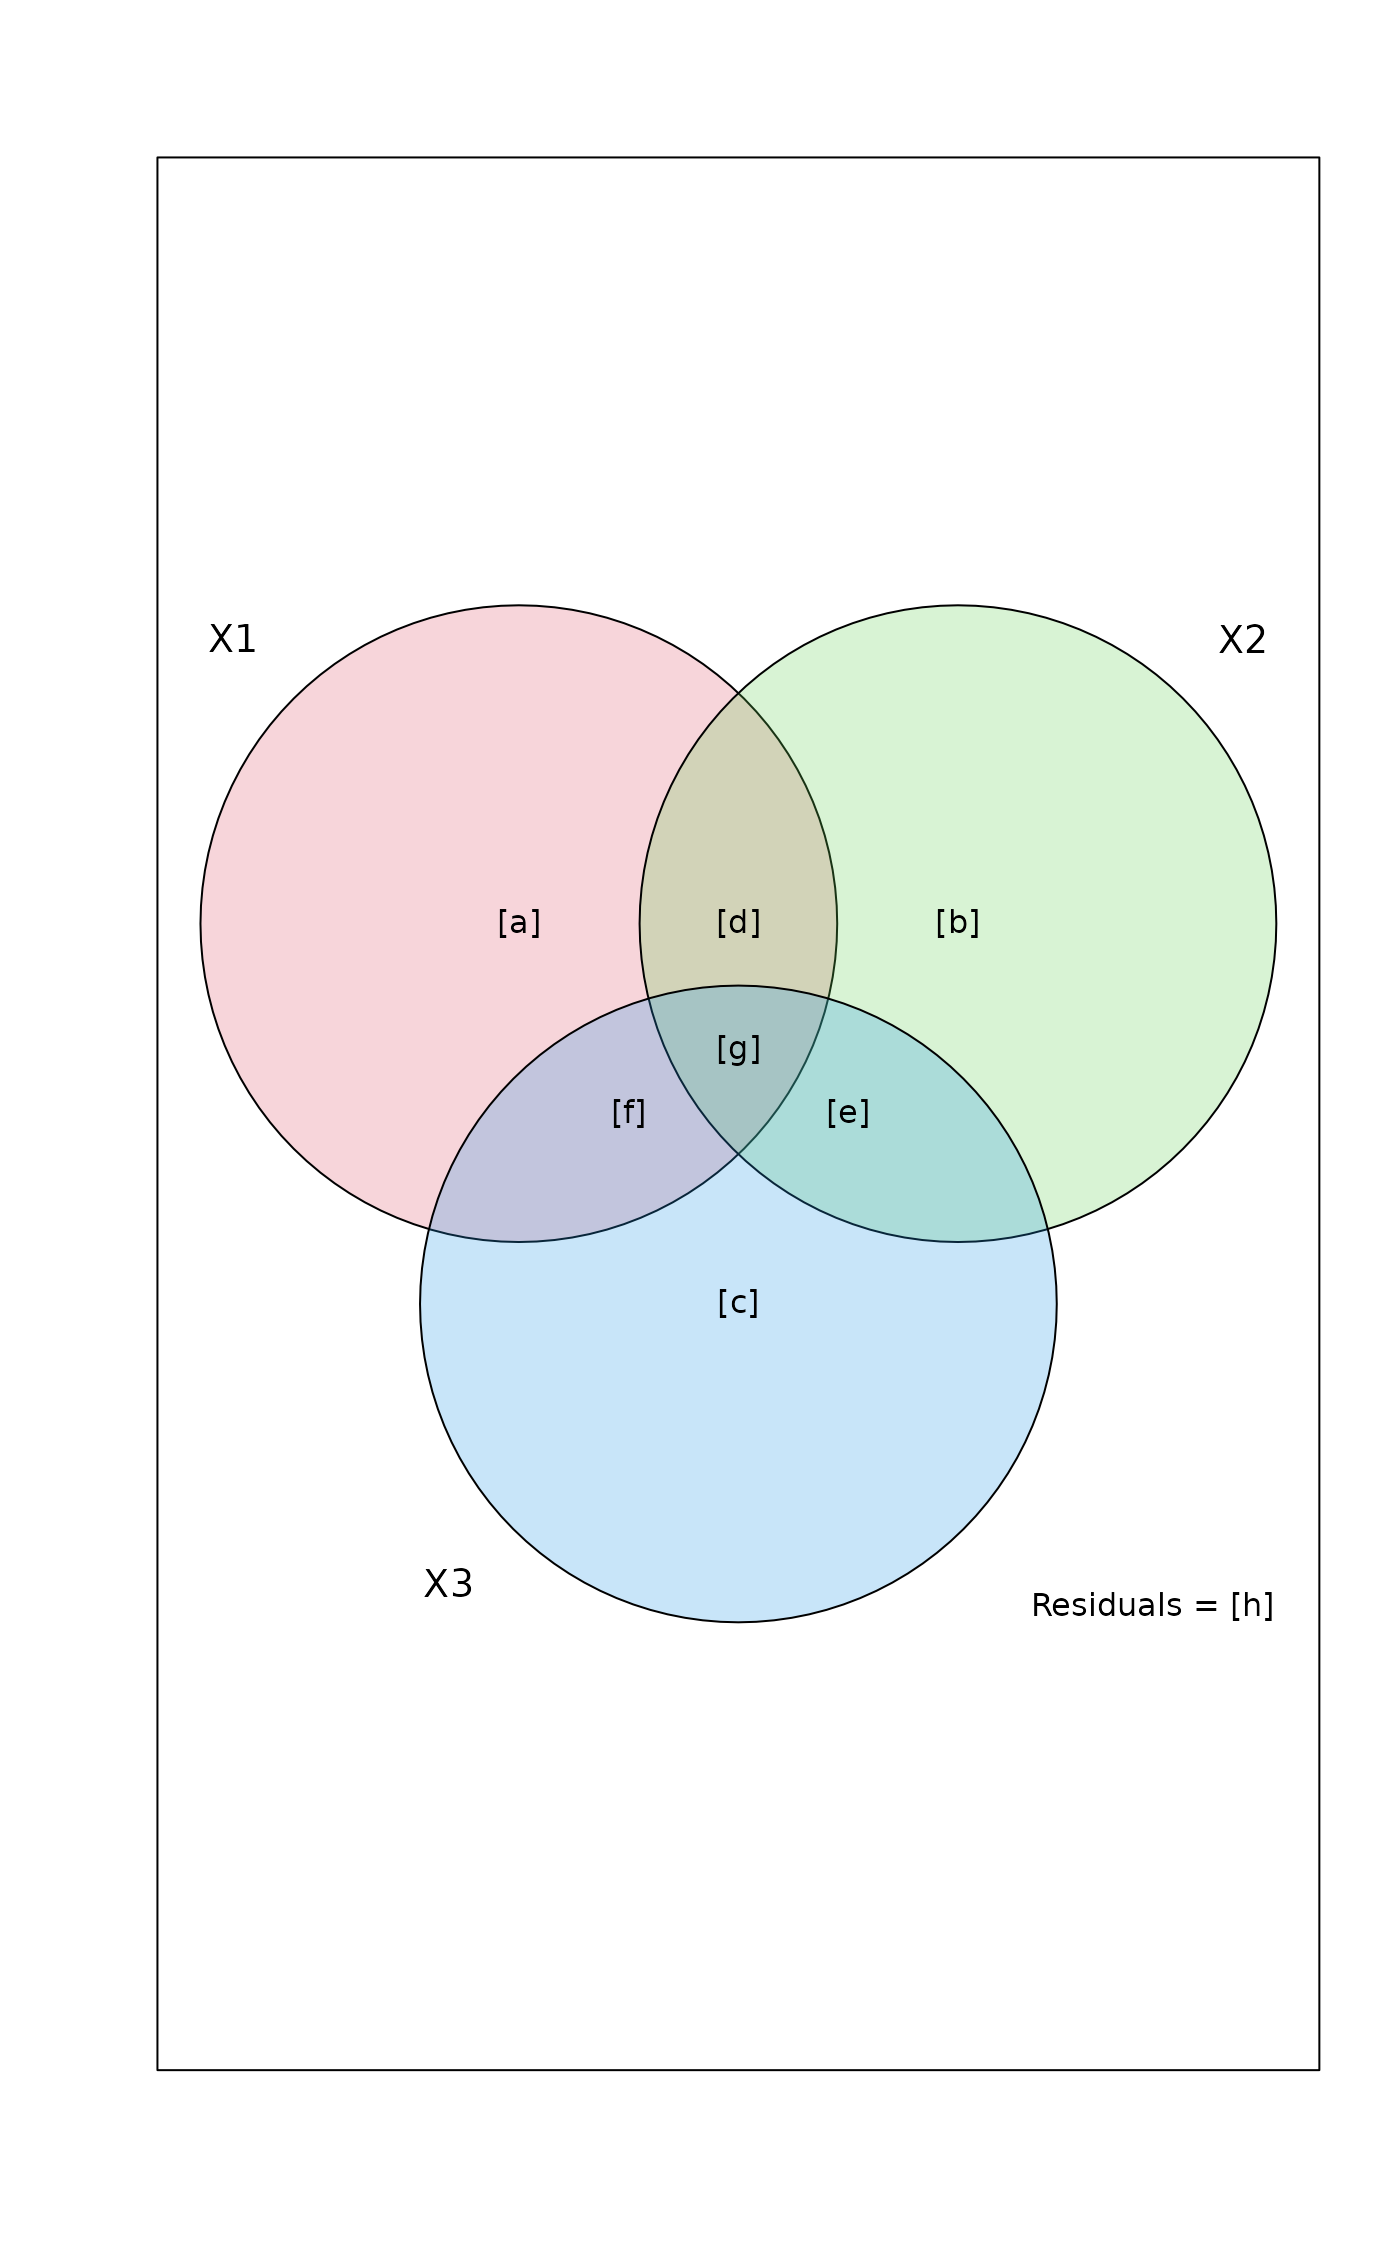 X1
X2
[a]
[d]
[b]
[g]
[f]
[e]
[c]
X3
Residuals = [h]